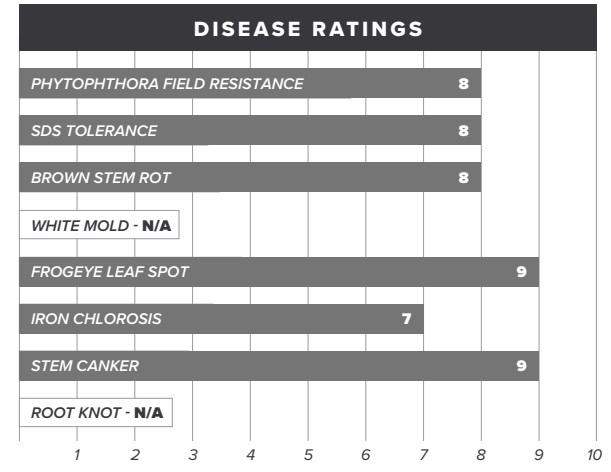 DISEASE RATINGS
PHYTOPHTHORA FIELD RESISTANCE 8
SDS TOLERANCE 8
BROWN STEM ROT 8
WHITE MOLD - N/A
FROGEYE LEAF SPOT 9
IRON CHLOROSIS 7
STEM CANKER 9
ROOT KNOT - N/A
1 2 3 4 5 6 7 8 9 10